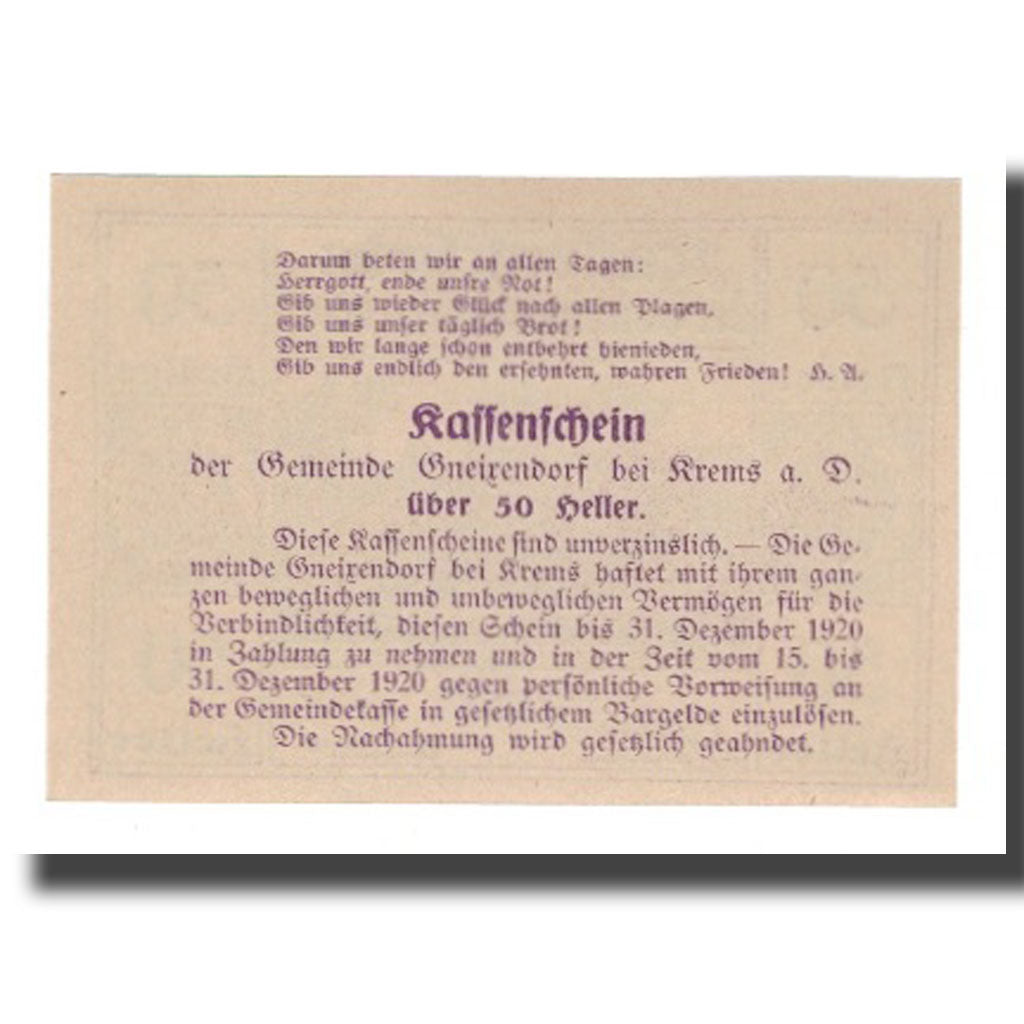 Darum beten wir an allen Tagen:
Herrgott, ende unsre Not!
Gib uns wieder Glück nach allen Plagen,
Gib uns unser täglich Brot!
Den wir lange schon entbehrt hienieden,
Gib uns endlich den ersehnten, wahren Frieden! H. A.
Kassenschein
der Gemeinde Gneixendorf bei Krems a. D.
über 50 Heller.
Diese Kassenscheine sind unverzinslich. — Die Ge-
meinde Gneixendorf bei Krems haftet mit ihrem gan-
zen beweglichen und unbeweglichen Vermögen für die
Verbindlichkeit, diesen Schein bis 31. Dezember 1920
in Zahlung zu nehmen und in der Zeit vom 15. bis
31. Dezember 1920 gegen persönliche Vorweisung an
der Gemeindekasse in gesetzlichem Bargelde einzulösen.
Die Nachahmung wird gesetzlich geahndet.